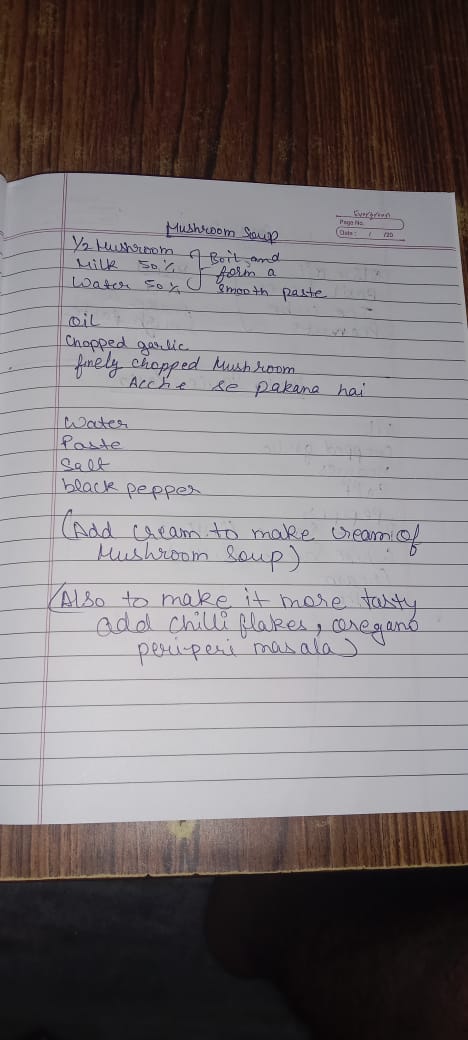 Evergreen
Page No.
Date: / /20
Mushroom Soup
1/2 Mushroom
Milk 50%
Water 50%
Boil, and
form a
smooth paste
oil
Chopped garlic
finely chopped Mushroom
Acche se pakana hai
Water
Paste
Salt
black pepper
(Add cream to make cream of
Mushroom Soup)
(Also to make it more tasty
add chilli flakes, oregano
peri-peri masala)